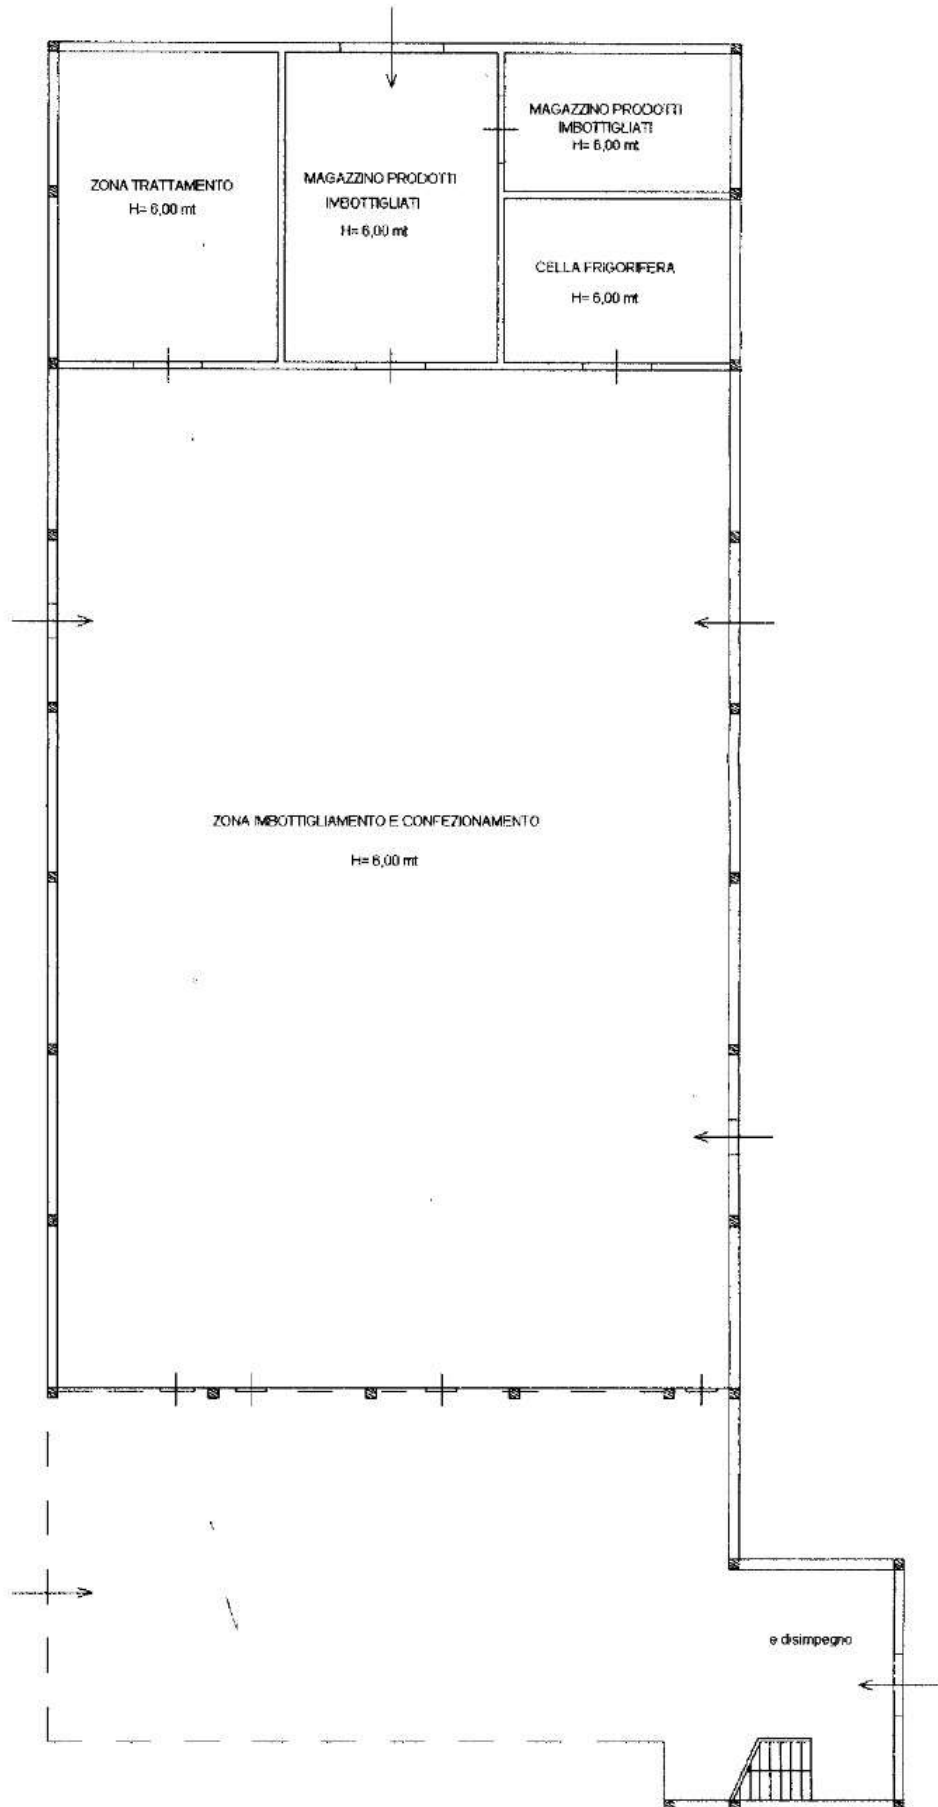 MAGAZZINO PRODOTTI
IMBOTTIGLIATI
H= 6,00 mt
ZONA TRATTAMENTO
H= 6,00 mt
MAGAZZINO PRODOTTI
IMBOTTIGLIATI
H= 6,00 mt
CELLA FRIGORIFERA
H= 6,00 mt
ZONA IMBOTTIGLIAMENTO E CONFEZIONAMENTO
H= 6,00 mt
e disimpegno